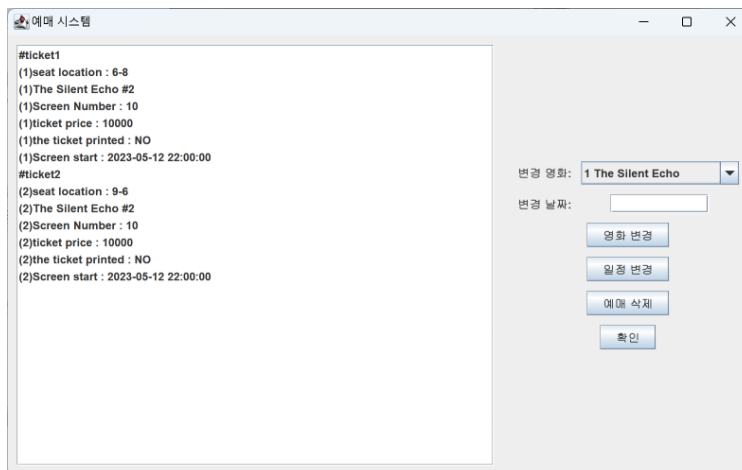 예매 시스템
#ticket1
(1)seat location : 6-8
(1)The Silent Echo #2
(1)Screen Number : 10
(1)ticket price : 10000
(1)the ticket printed : NO
(1)Screen start : 2023-05-12 22:00:00
#ticket2
(2)seat location : 9-6
(2)The Silent Echo #2
(2)Screen Number : 10
(2)ticket price : 10000
(2)the ticket printed : NO
(2)Screen start : 2023-05-12 22:00:00
변경 영화: 1 The Silent Echo
변경 날짜:
영화 변경
일정 변경
예매 삭제
확인